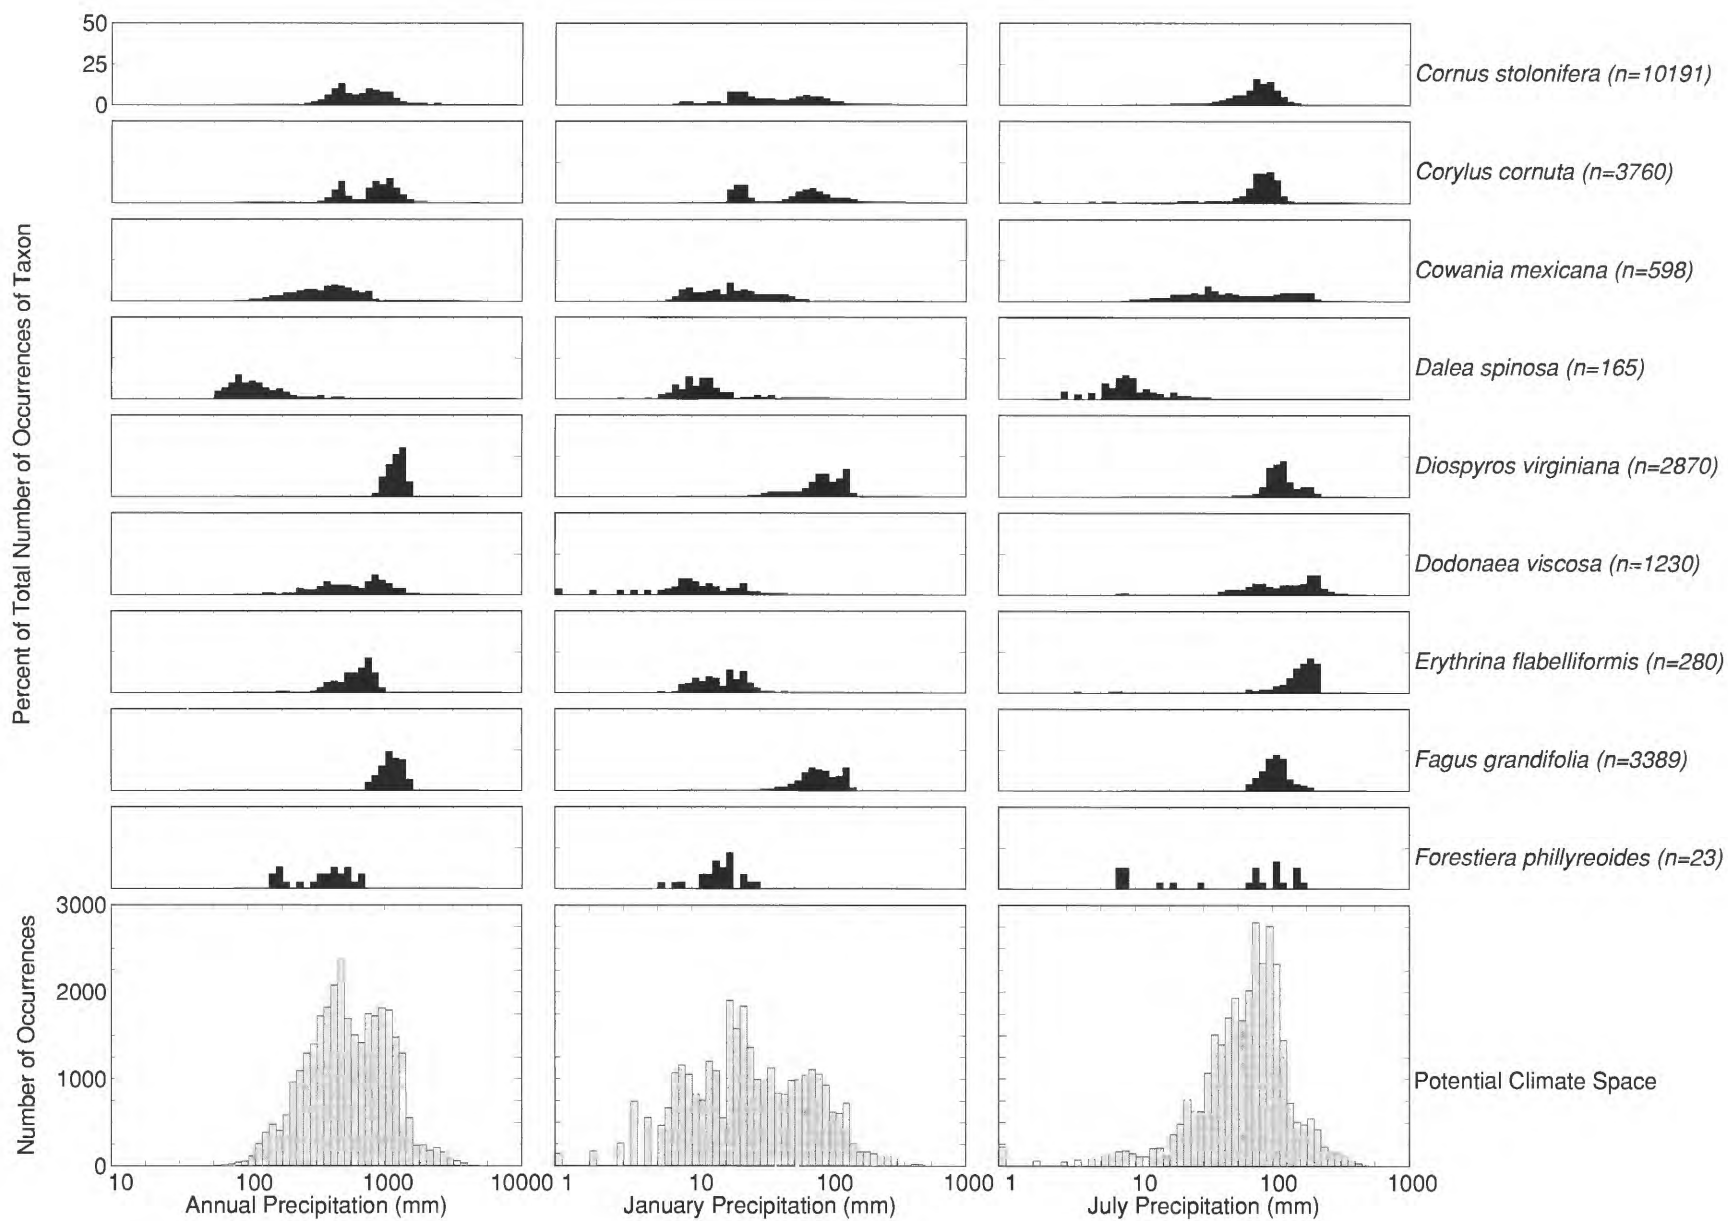 50
25
0
Cornus stolonifera (n=10191)
Corylus cornuta (n=3760)
Cowania mexicana (n=598)
Dalea spinosa (n=165)
Diospyros virginiana (n=2870)
Dodonaea viscosa (n=1230)
Erythrina flabelliformis (n=280)
Fagus grandifolia (n=3389)
Forestiera phillyreoides (n=23)
Percent of Total Number of Occurrences of Taxon
3000
2000
1000
0
Number of Occurrences
Potential Climate Space
10 100 1000 10000
1 10 100 1000
1 10 100 1000
Annual Precipitation (mm)
January Precipitation (mm)
July Precipitation (mm)